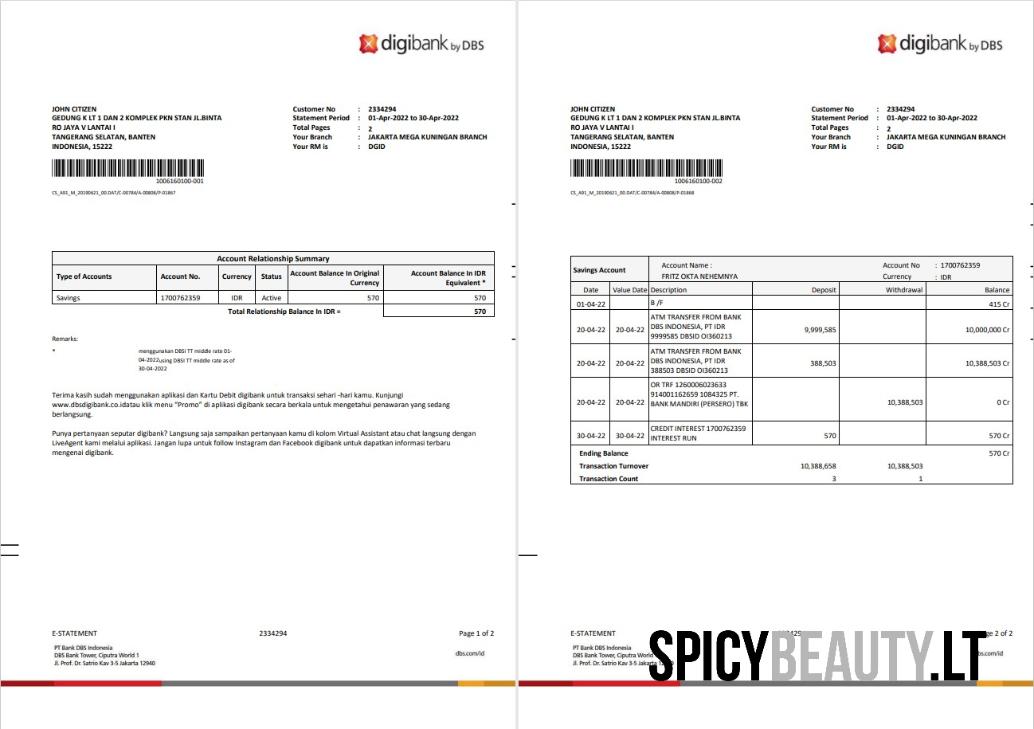 digibank by DBS
JOHN CITIZEN
GEDUNG K LT 1 DAN 2 KOMPLEK PKN STAN JL.BINTA
RO JAYA V LANTAI I
TANGERANG SELATAN, BANTEN
INDONESIA, 15222
Customer No : 2334294
Statement Period : 01-Apr-2022 to 30-Apr-2022
Total Pages : 2
Your Branch : JAKARTA MEGA KUNINGAN BRANCH
Your RM is : DGID
1006160100-001
CS_A91_M_20190621_00.DAT/C-00784/A-00808/P-01867
Account Relationship Summary
Type of Accounts Account No. Currency Status Account Balance In Original Currency Account Balance In IDR Equivalent *
Savings 1700762359 IDR Active 570 570
Total Relationship Balance In IDR = 570
Remarks:
* menggunakan DBSI TT middle rate 01-
04-2022using DBSI TT middle rate as of
30-04-2022
Terima kasih sudah menggunakan aplikasi dan Kartu Debit digibank untuk transaksi sehari -hari kamu. Kunjungi
www.dbsdigibank.co.idatau klik menu "Promo" di aplikasi digibank secara berkala untuk mengetahui penawaran yang sedang
berlangsung.
Punya pertanyaan seputar digibank? Langsung saja sampaikan pertanyaan kamu di kolom Virtual Assistant atau chat langsung dengan
LiveAgent kami melalui aplikasi. Jangan lupa untuk follow Instagram dan Facebook digibank untuk dapatkan informasi terbaru
mengenai digibank.
E-STATEMENT 2334294 Page 1 of 2
PT Bank DBS Indonesia
DBS Bank Tower, Ciputra World 1
Jl. Prof. Dr. Satrio Kav 3-5 Jakarta 12940
dbs.com/id
digibank by DBS
JOHN CITIZEN
GEDUNG K LT 1 DAN 2 KOMPLEK PKN STAN JL.BINTA
RO JAYA V LANTAI I
TANGERANG SELATAN, BANTEN
INDONESIA, 15222
Customer No : 2334294
Statement Period : 01-Apr-2022 to 30-Apr-2022
Total Pages : 2
Your Branch : JAKARTA MEGA KUNINGAN BRANCH
Your RM is : DGID
1006160100-002
CS_A91_M_20190621_00.DAT/C-00784/A-00808/P-01868
Savings Account
Account Name :
FRITZ OKTA NEHEMNYA
Account No : 1700762359
Currency : IDR
Date Value Date Description Deposit Withdrawal Balance
01-04-22 B /F 415 Cr
20-04-22 20-04-22 ATM TRANSFER FROM BANK
DBS INDONESIA, PT IDR
9999585 DBSID OI360213 9,999,585 10,000,000 Cr
20-04-22 20-04-22 ATM TRANSFER FROM BANK
DBS INDONESIA, PT IDR
388503 DBSID OI360213 388,503 10,388,503 Cr
20-04-22 20-04-22 OR TRF 1260006023633
914001162659 1084325 PT.
BANK MANDIRI (PERSERO) TBK 10,388,503 0 Cr
30-04-22 30-04-22 CREDIT INTEREST 1700762359
INTEREST RUN 570 570 Cr
Ending Balance 570 Cr
Transaction Turnover 10,388,658 10,388,503
Transaction Count 3 1
E-STATEMENT
of 2
PT Bank DBS Indonesia
DBS Bank Tower, Ciputra
Jl. Prof. Dr. Satrio Kav 3-5 Jakarta
SPICYBEAUTY.LT